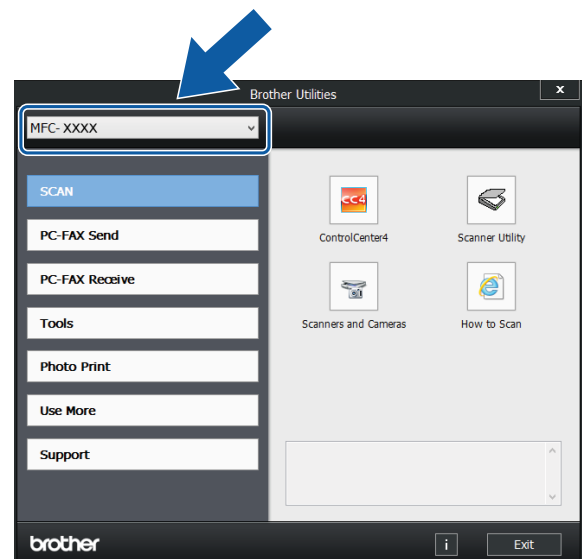 Brother Utilities
x
MFC- XXXX
SCAN
PC-FAX Send
PC-FAX Receive
Tools
Photo Print
Use More
Support
CC4
ControlCenter4
Scanner Utility
Scanners and Cameras
How to Scan
brother
i
Exit